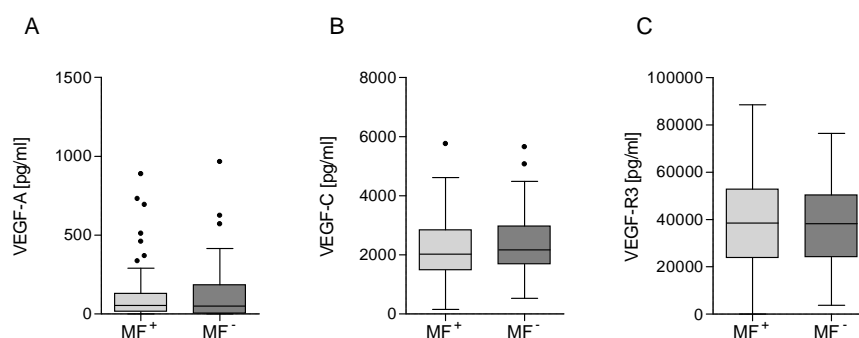 A
VEGF-A [pg/ml]
1500
1000
500
0
MF⁺ MF⁻
B
VEGF-C [pg/ml]
8000
6000
4000
2000
0
MF⁺ MF⁻
C
VEGF-R3 [pg/ml]
100000
80000
60000
40000
20000
0
MF⁺ MF⁻